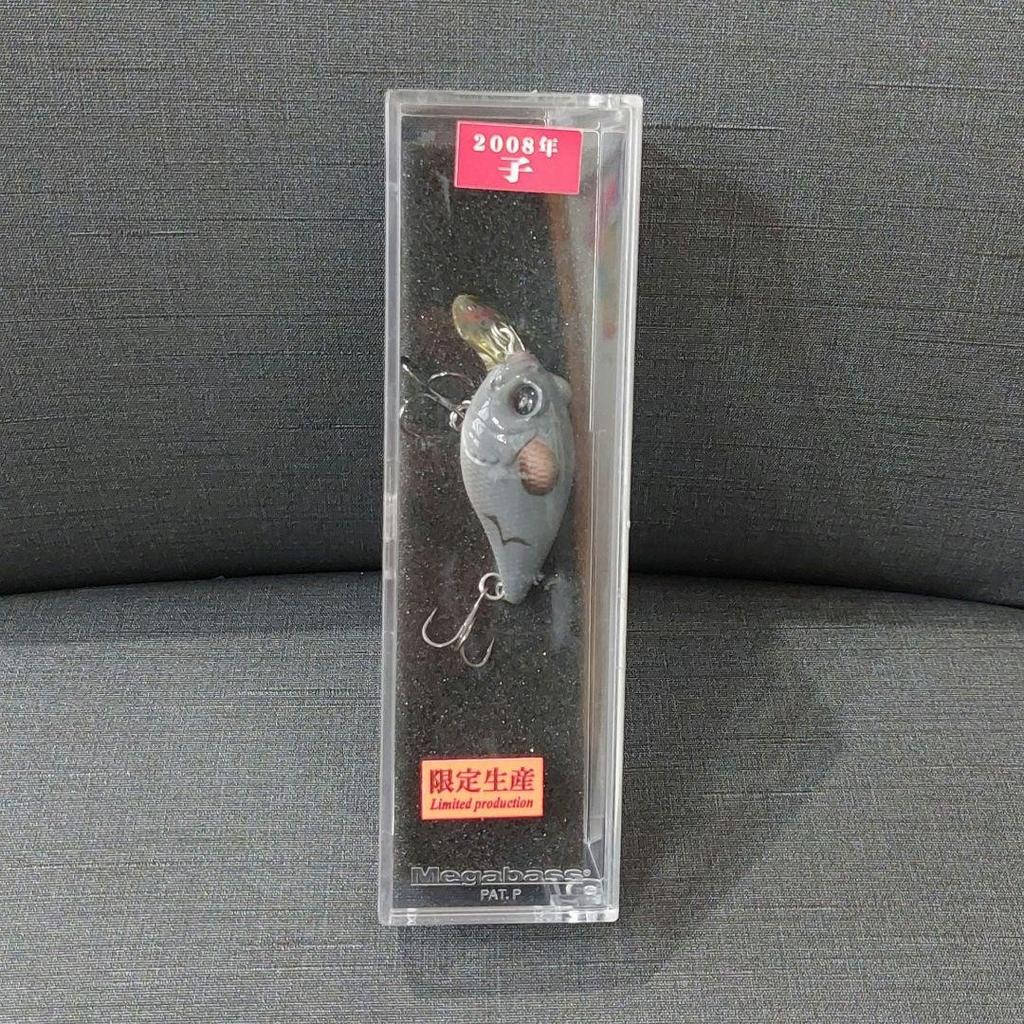 2008年
子
限定生産
Limited production
Megabass®
PAT. P